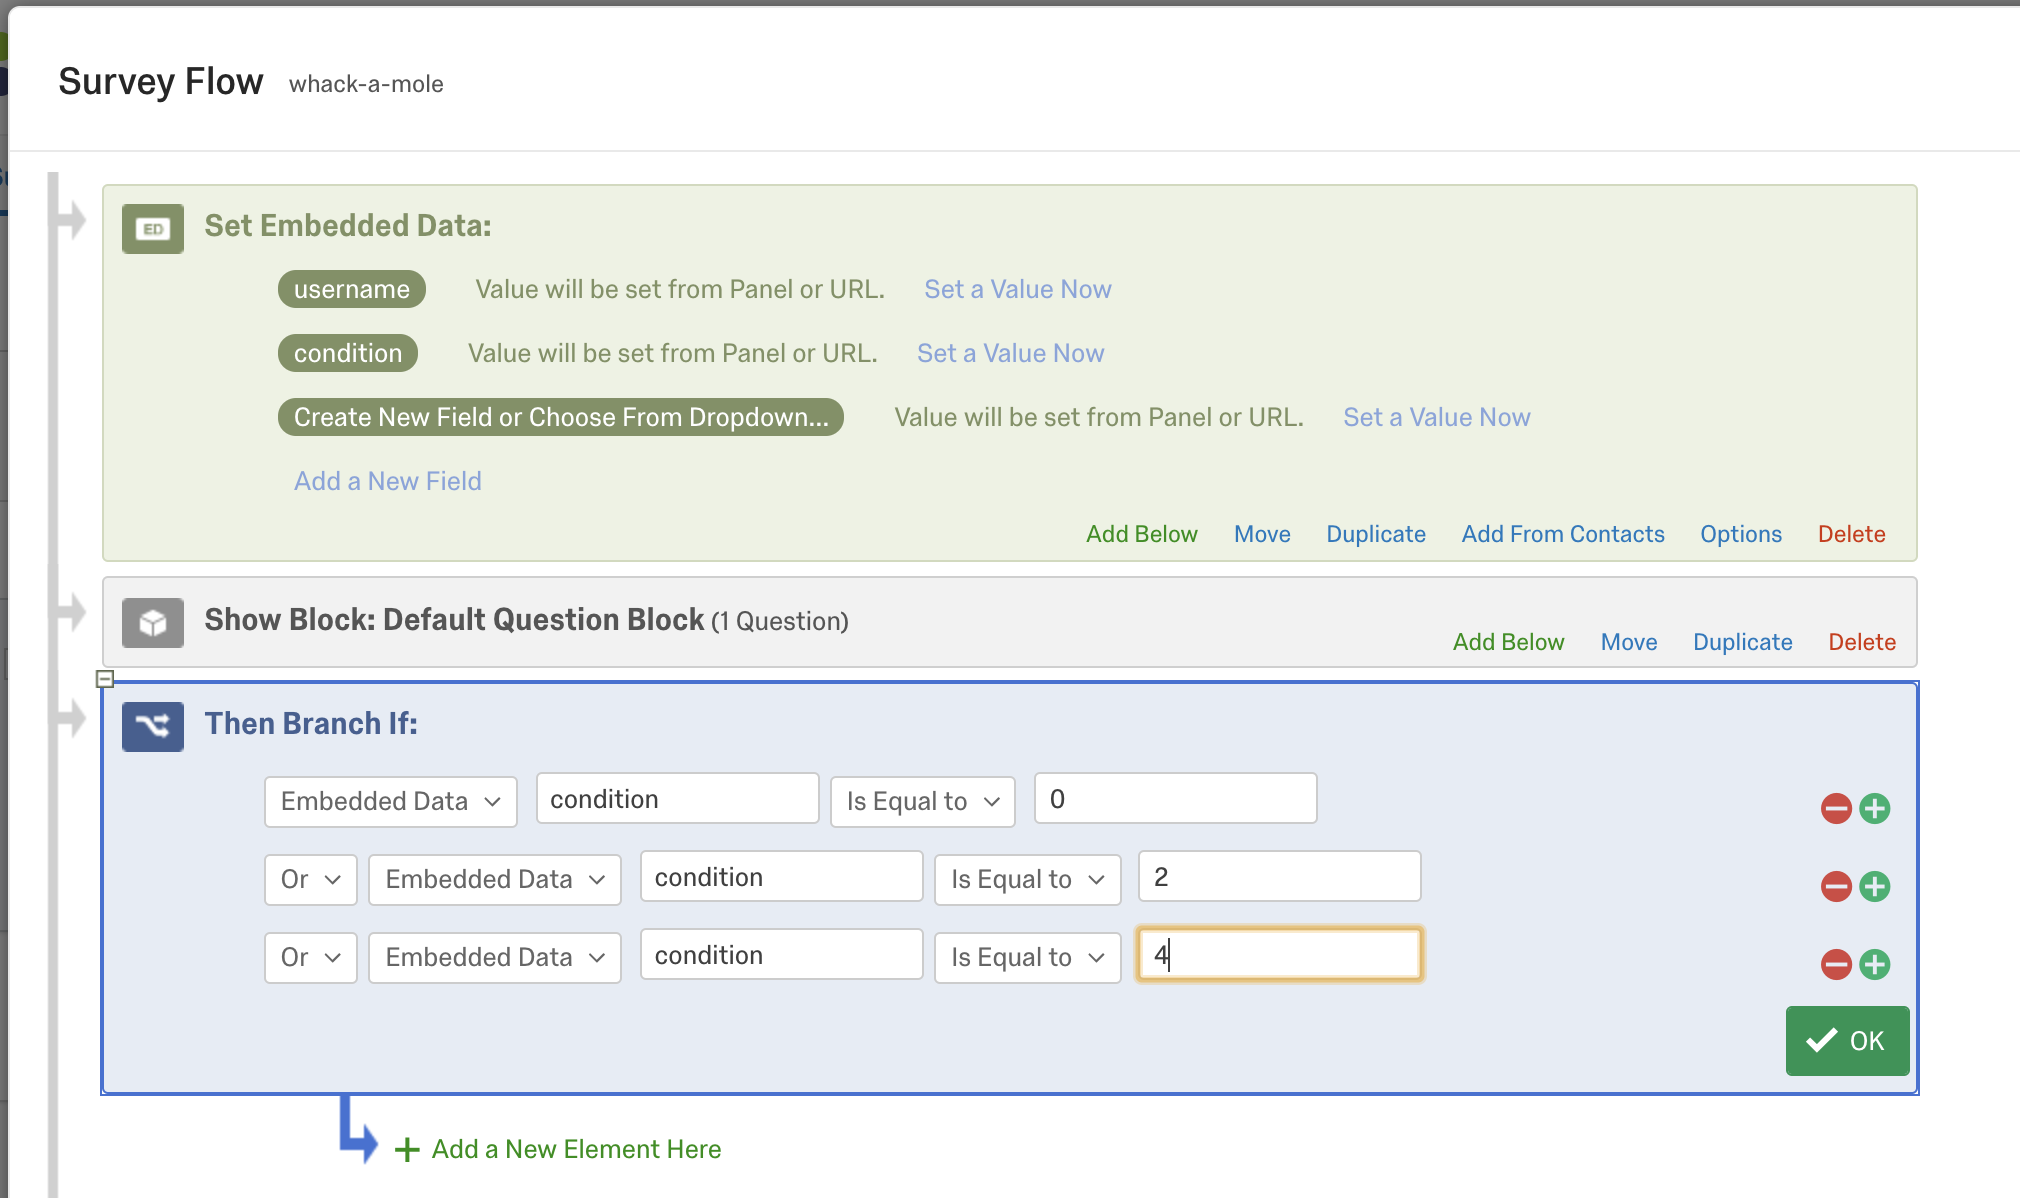 Survey Flow whack-a-mole
ED Set Embedded Data:
username Value will be set from Panel or URL. Set a Value Now
condition Value will be set from Panel or URL. Set a Value Now
Create New Field or Choose From Dropdown... Value will be set from Panel or URL. Set a Value Now
Add a New Field
Add Below Move Duplicate Add From Contacts Options Delete
Show Block: Default Question Block (1 Question)
Add Below Move Duplicate Delete
Then Branch If:
Embedded Data condition Is Equal to 0
Or Embedded Data condition Is Equal to 2
Or Embedded Data condition Is Equal to 4
OK
Add a New Element Here